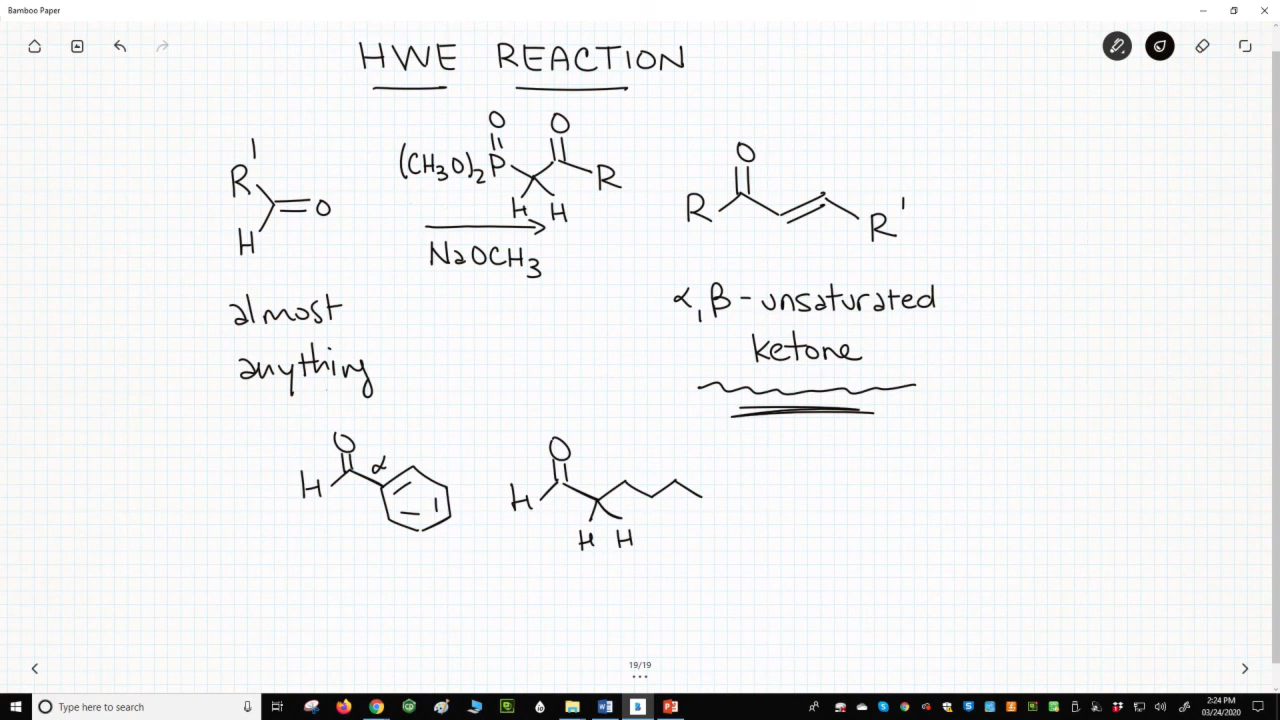 Bamboo Paper
HWE REACTION
R' H O
(CH3O)2P O O R H H
NaOCH3
R O R'
almost
anything
α, β-unsaturated
ketone
H O α
H O H H
19/19
Type here to search
2:24 PM
03/24/2020